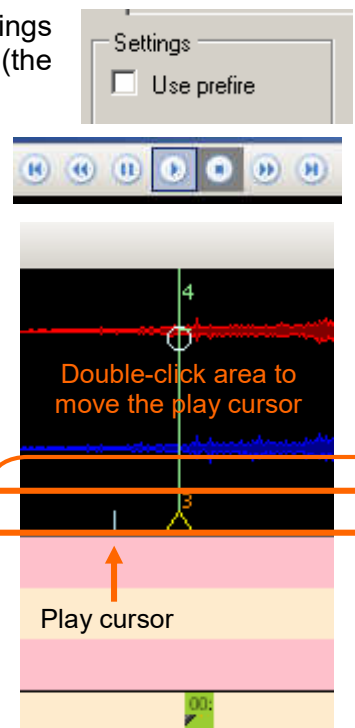 ings
(the
Settings
Use prefire
4
Double-click area to
move the play cursor
3
Play cursor
00: